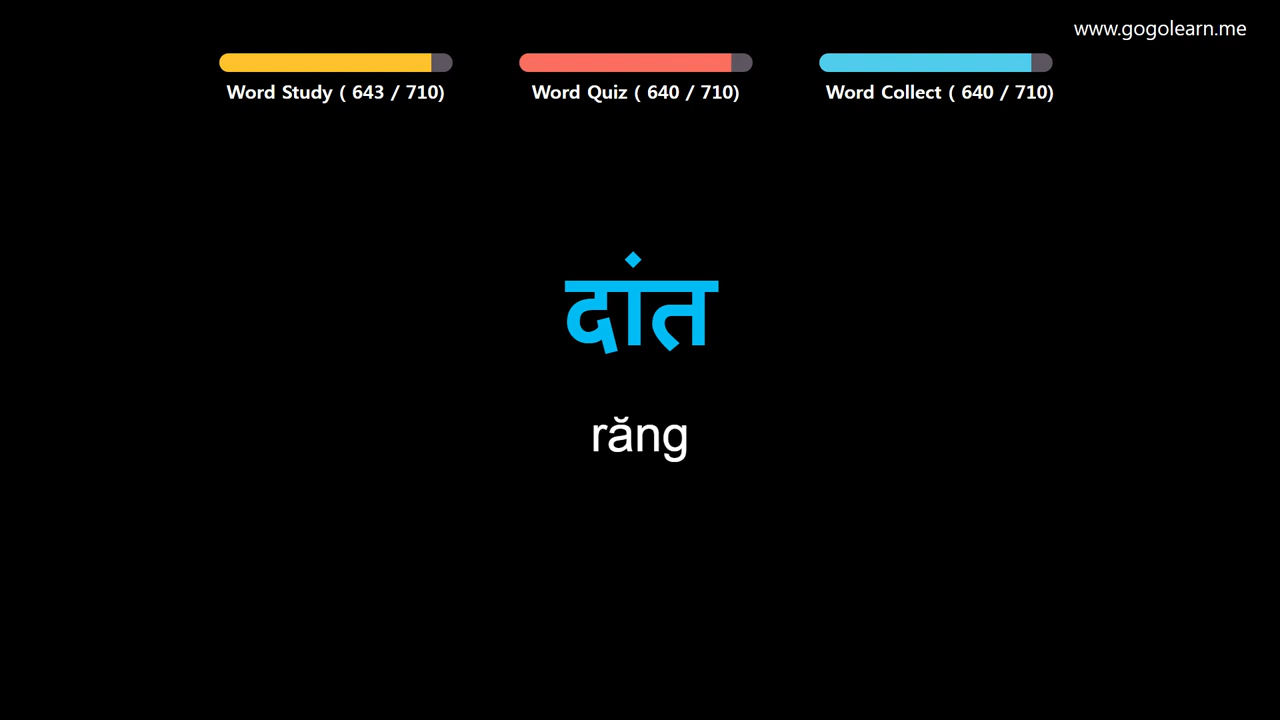 www.gogolearn.me
Word Study ( 643 / 710)
Word Quiz ( 640 / 710)
Word Collect ( 640 / 710)
दांत
răng